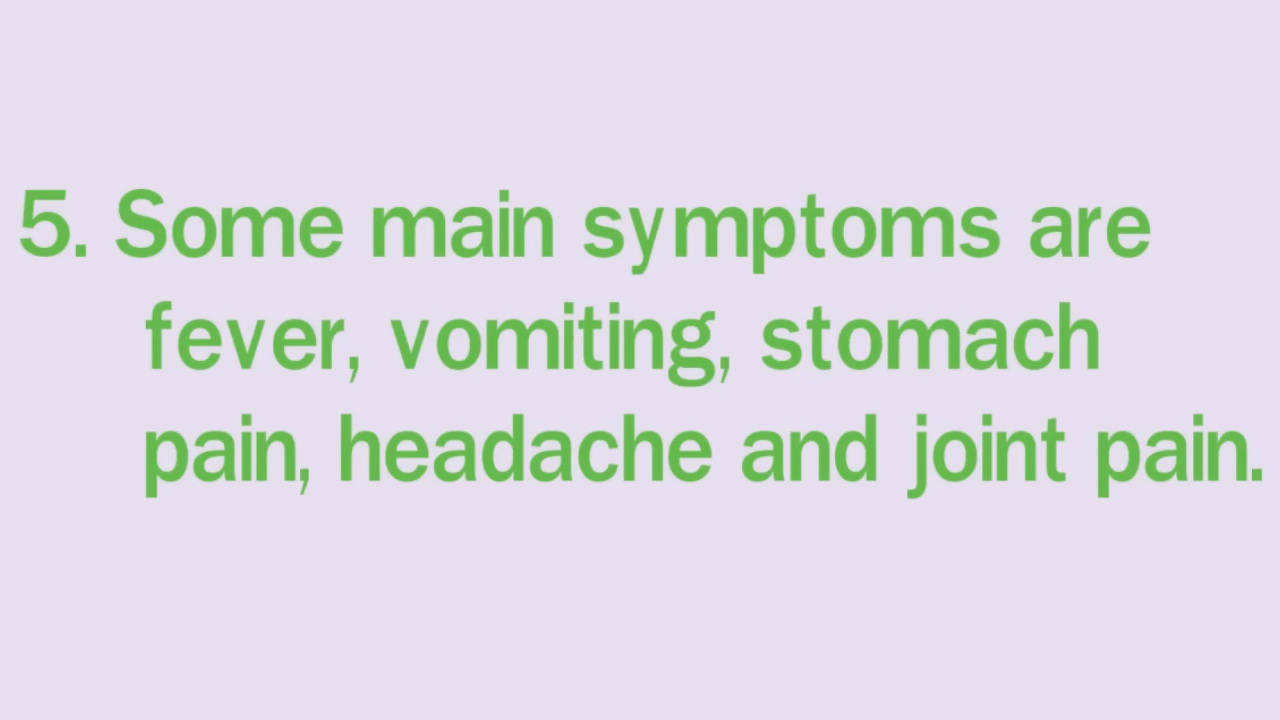 5. Some main symptoms are
fever, vomiting, stomach
pain, headache and joint pain.